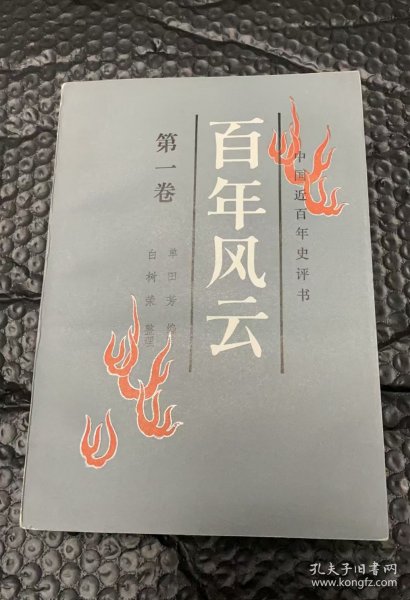 中国近百年史评书
百年风云
第一卷
单田芳 编
白树荣 整理
孔夫子旧书网
www.kongfz.com